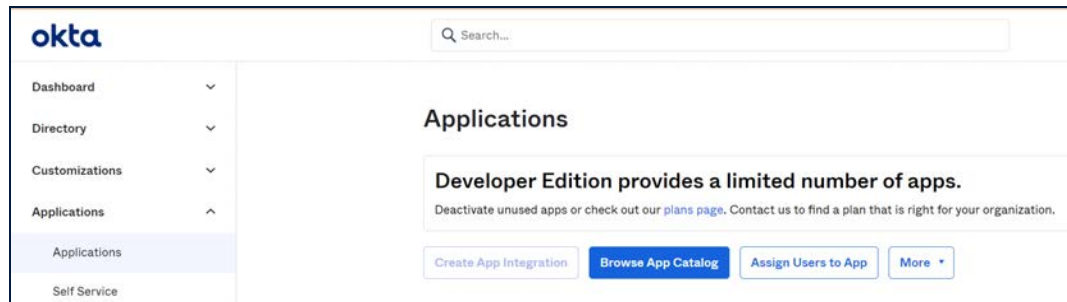 okta
Search...
Dashboard
Directory
Customizations
Applications
Applications
Self Service
Applications
Developer Edition provides a limited number of apps.
Deactivate unused apps or check out our plans page. Contact us to find a plan that is right for your organization.
Create App Integration
Browse App Catalog
Assign Users to App
More